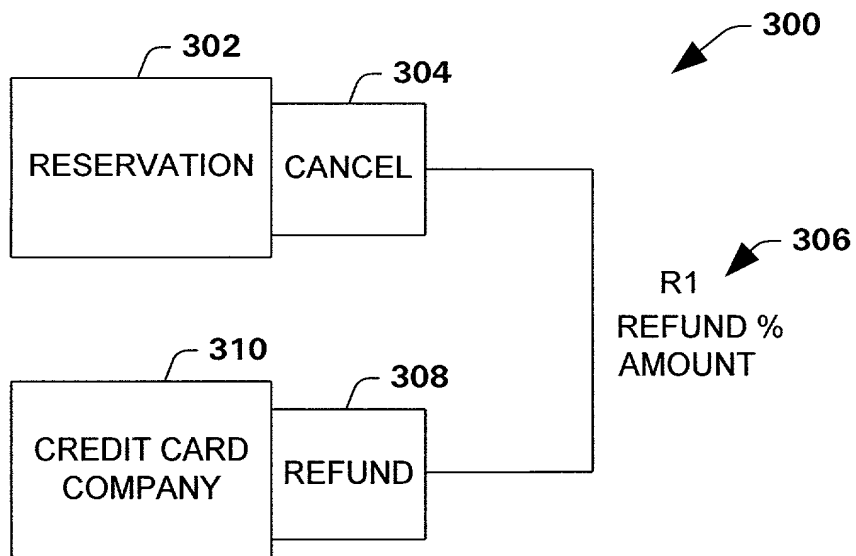 300
302
304
RESERVATION
CANCEL
306
R1
REFUND %
AMOUNT
310
308
CREDIT CARD
COMPANY
REFUND